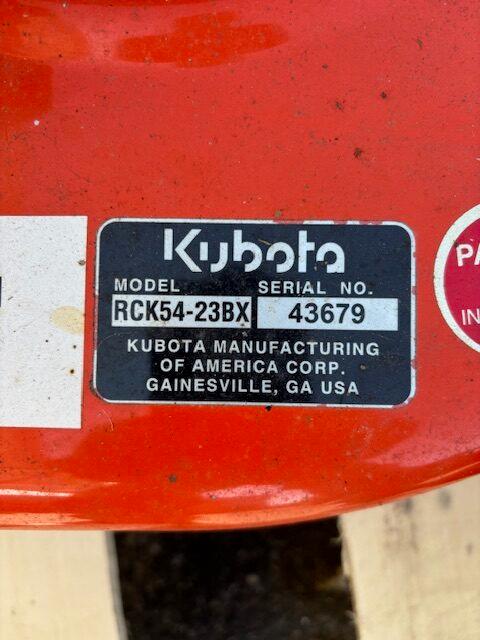 Kubota
MODEL SERIAL NO.
RCK54-23BX 43679
KUBOTA MANUFACTURING
OF AMERICA CORP.
GAINESVILLE, GA USA